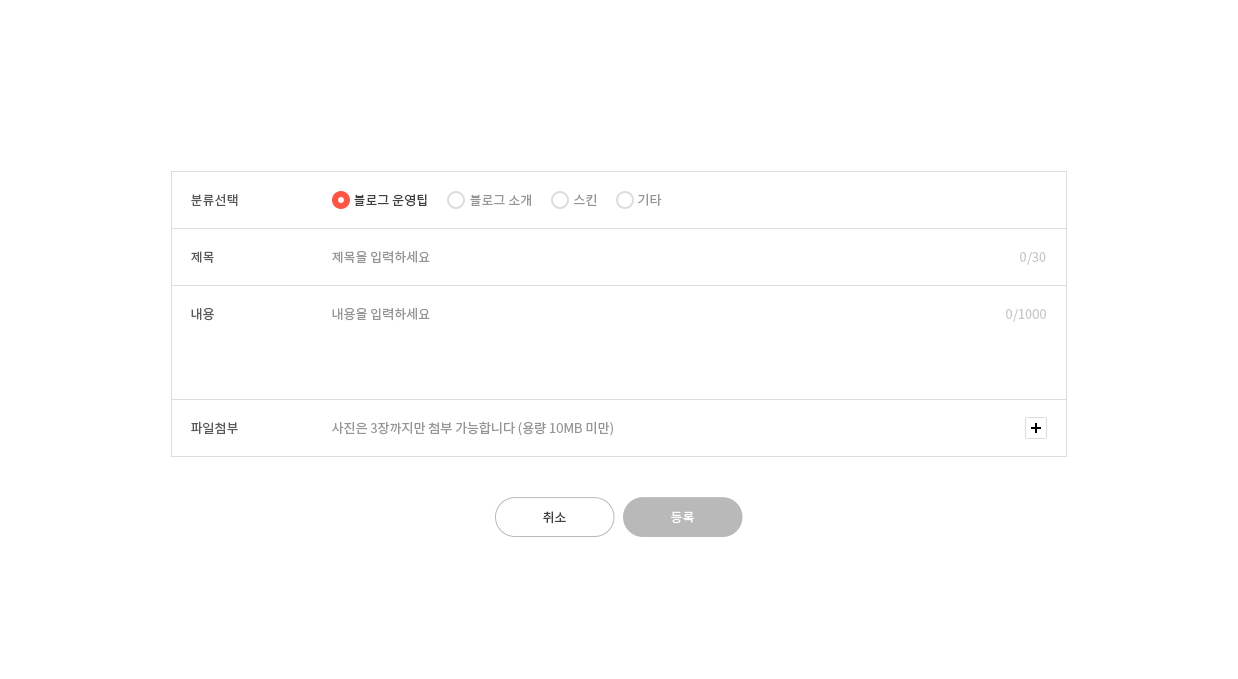 분류선택 블로그 운영팁 블로그 소개 스킨 기타
제목 제목을 입력하세요 0/30
내용 내용을 입력하세요 0/1000
파일첨부 사진은 3장까지만 첨부 가능합니다 (용량 10MB 미만)
취소 등록